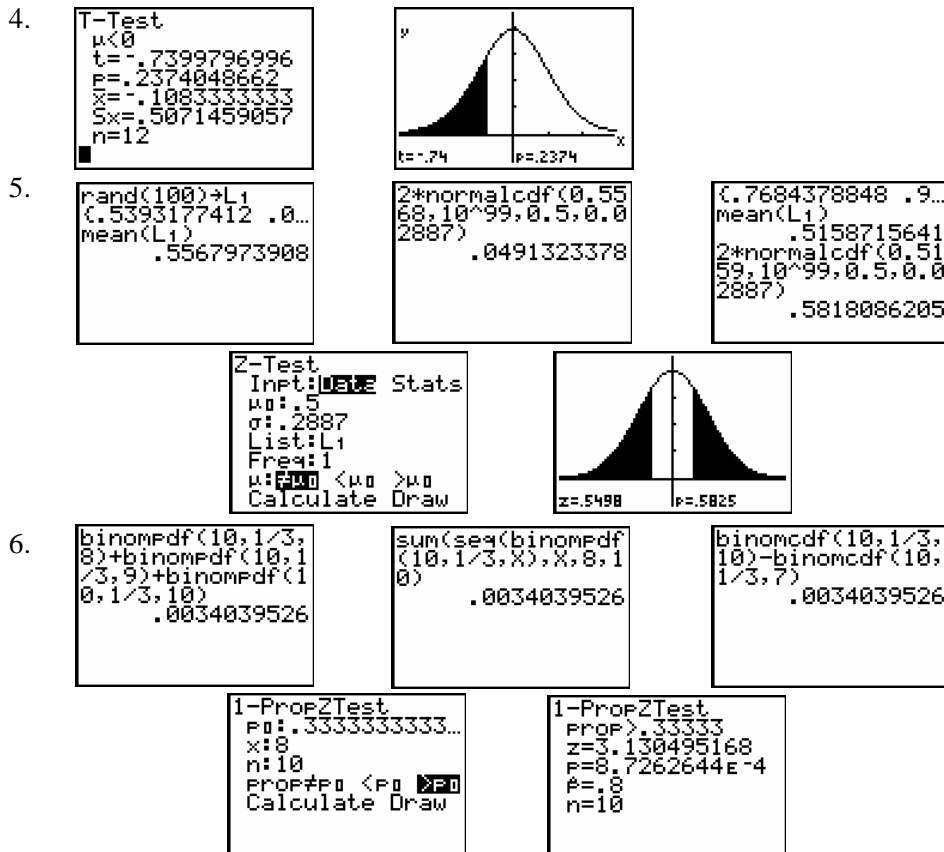 4.
T-Test
μ<0
t=-.7399796996
p=.2374048662
x̄=-.1083333333
Sx=.5071459057
n=12
y
x
t=-.74 p=.2374
5.
rand(100)→L₁
{.5393177412 .0…
mean(L₁)
.5567973908
2*normalcdf(0.55
68,10^99,0.5,0.0
2887)
.0491323378
{.7684378848 .9…
mean(L₁)
.5158715641
2*normalcdf(0.51
59,10^99,0.5,0.0
2887)
.5818086205
Z-Test
Inpt:Data Stats
μ₀:.5
σ:.2887
List:L₁
Freq:1
μ:≠μ₀ <μ₀ >μ₀
Calculate Draw
z=.5498 p=.5825
6.
binompdf(10,1/3,
8)+binompdf(10,1
/3,9)+binompdf(1
0,1/3,10)
.0034039526
sum(seq(binompdf
(10,1/3,X),X,8,1
0)
.0034039526
binomcdf(10,1/3,
10)-binomcdf(10,
1/3,7)
.0034039526
1-PropZTest
p₀:.3333333333…
x:8
n:10
prop≠p₀ <p₀ >p₀
Calculate Draw
1-PropZTest
prop>.33333
z=3.130495168
p=8.7262644ᴇ-4
p̂=.8
n=10